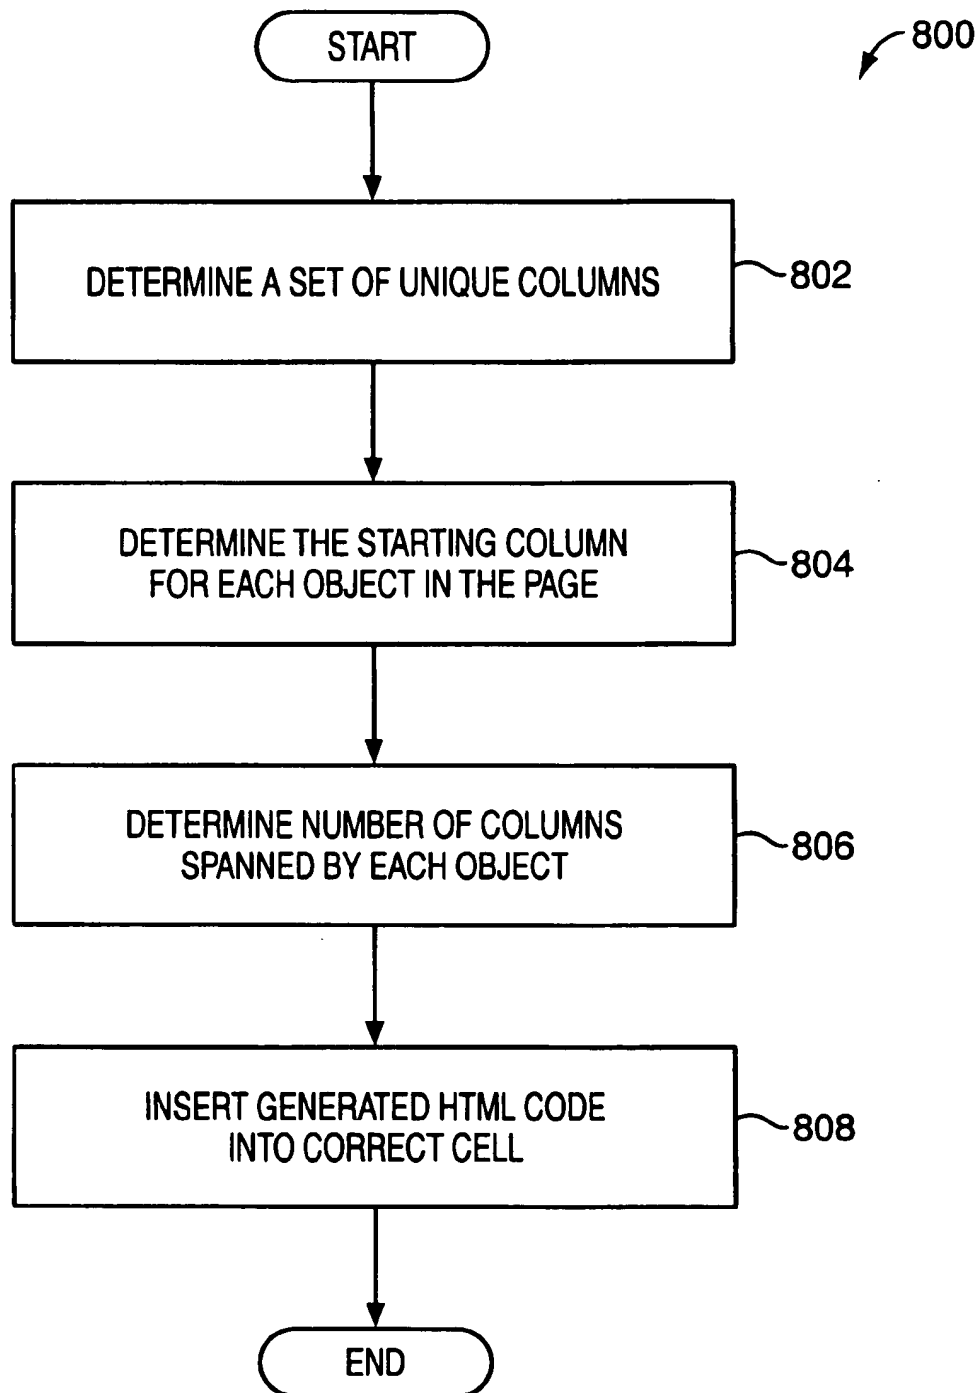 START
800
DETERMINE A SET OF UNIQUE COLUMNS
802
DETERMINE THE STARTING COLUMN
FOR EACH OBJECT IN THE PAGE
804
DETERMINE NUMBER OF COLUMNS
SPANNED BY EACH OBJECT
806
INSERT GENERATED HTML CODE
INTO CORRECT CELL
808
END